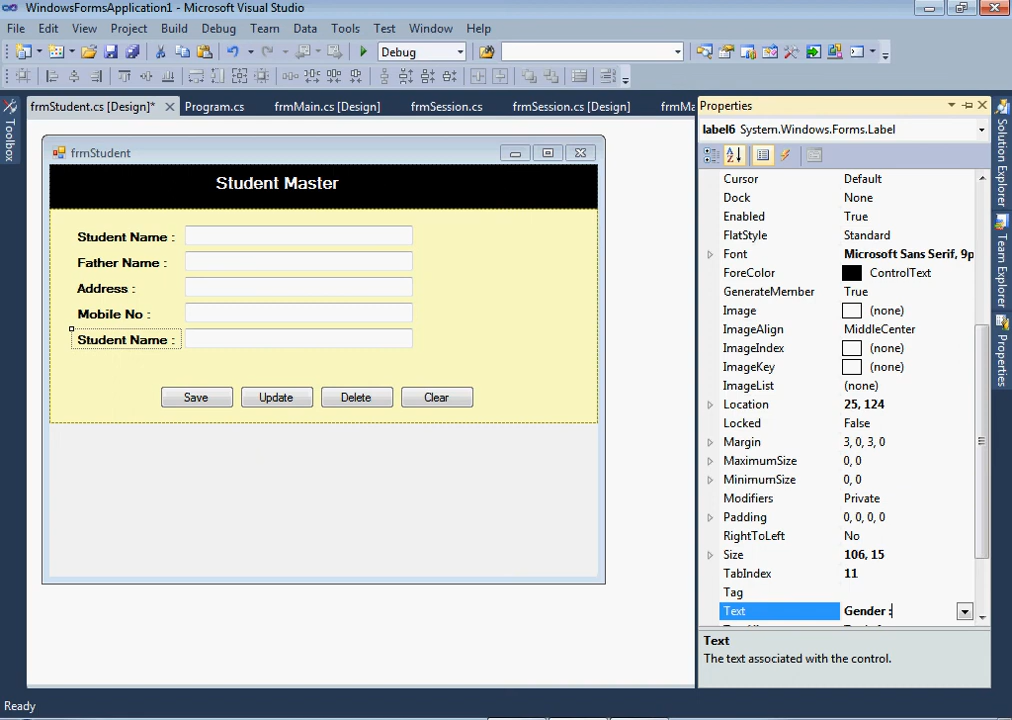 WindowsFormsApplication1 - Microsoft Visual Studio
File Edit View Project Build Debug Team Data Tools Test Window Help
Debug
frmStudent.cs [Design]* Program.cs frmMain.cs [Design] frmSession.cs frmSession.cs [Design] frmMa
Toolbox
frmStudent
Student Master
Student Name :
Father Name :
Address :
Mobile No :
Student Name :
Save Update Delete Clear
Properties
label6 System.Windows.Forms.Label
Cursor Default
Dock None
Enabled True
FlatStyle Standard
Font Microsoft Sans Serif, 9p
ForeColor ControlText
GenerateMember True
Image (none)
ImageAlign MiddleCenter
ImageIndex (none)
ImageKey (none)
ImageList (none)
Location 25, 124
Locked False
Margin 3, 0, 3, 0
MaximumSize 0, 0
MinimumSize 0, 0
Modifiers Private
Padding 0, 0, 0, 0
RightToLeft No
Size 106, 15
TabIndex 11
Tag
Text Gender :
Text
The text associated with the control.
Solution Explorer
Team Explorer
Properties
Ready